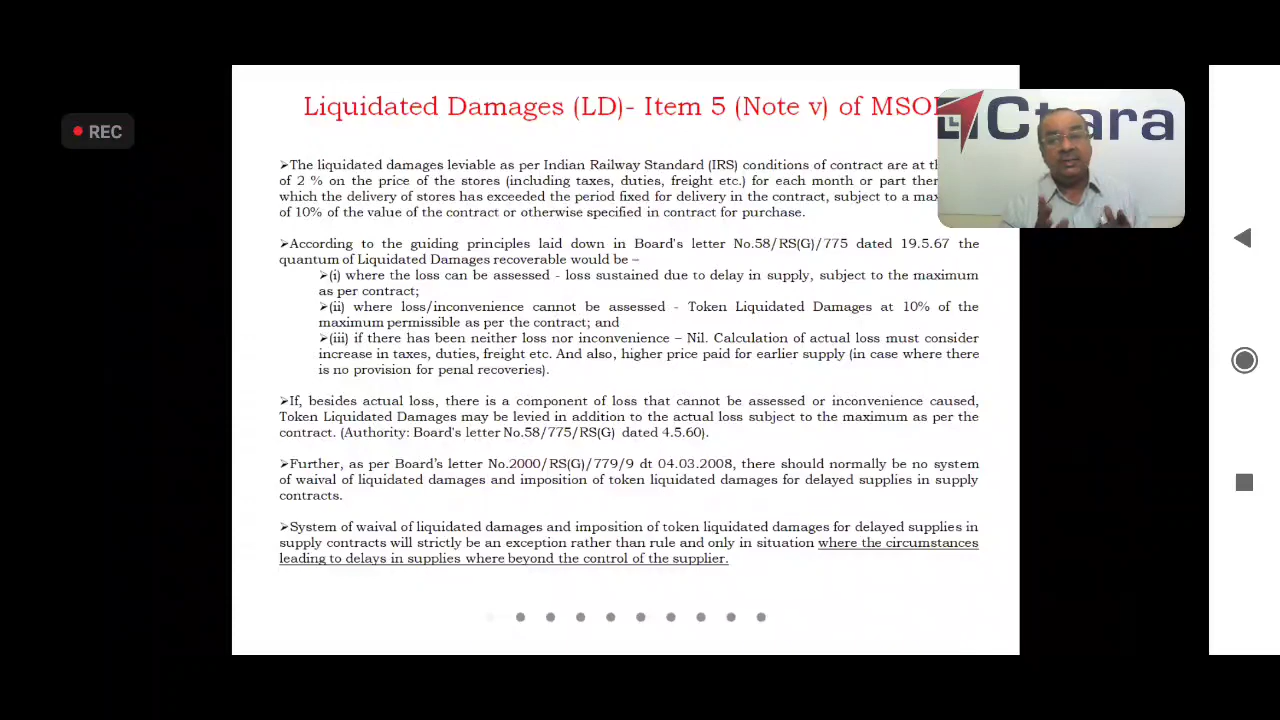 Liquidated Damages (LD)- Item 5 (Note v) of MSO
Ctara
REC
➢The liquidated damages leviable as per Indian Railway Standard (IRS) conditions of contract are at
of 2 % on the price of the stores (including taxes, duties, freight etc.) for each month or part
which the delivery of stores has exceeded the period fixed for delivery in the contract, subject to a
of 10% of the value of the contract or otherwise specified in contract for purchase.
➢According to the guiding principles laid down in Board's letter No.58/RS(G)/775 dated 19.5.67 the
quantum of Liquidated Damages recoverable would be –
➢(i) where the loss can be assessed - loss sustained due to delay in supply, subject to the maximum
as per contract;
➢(ii) where loss/inconvenience cannot be assessed - Token Liquidated Damages at 10% of the
maximum permissible as per the contract; and
➢(iii) if there has been neither loss nor inconvenience – Nil. Calculation of actual loss must consider
increase in taxes, duties, freight etc. And also, higher price paid for earlier supply (in case where there
is no provision for penal recoveries).
➢If, besides actual loss, there is a component of loss that cannot be assessed or inconvenience caused,
Token Liquidated Damages may be levied in addition to the actual loss subject to the maximum as per the
contract. (Authority: Board's letter No.58/775/RS(G) dated 4.5.60).
➢Further, as per Board's letter No.2000/RS(G)/779/9 dt 04.03.2008, there should normally be no system
of waival of liquidated damages and imposition of token liquidated damages for delayed supplies in supply
contracts.
➢System of waival of liquidated damages and imposition of token liquidated damages for delayed supplies in
supply contracts will strictly be an exception rather than rule and only in situation where the circumstances
leading to delays in supplies where beyond the control of the supplier.